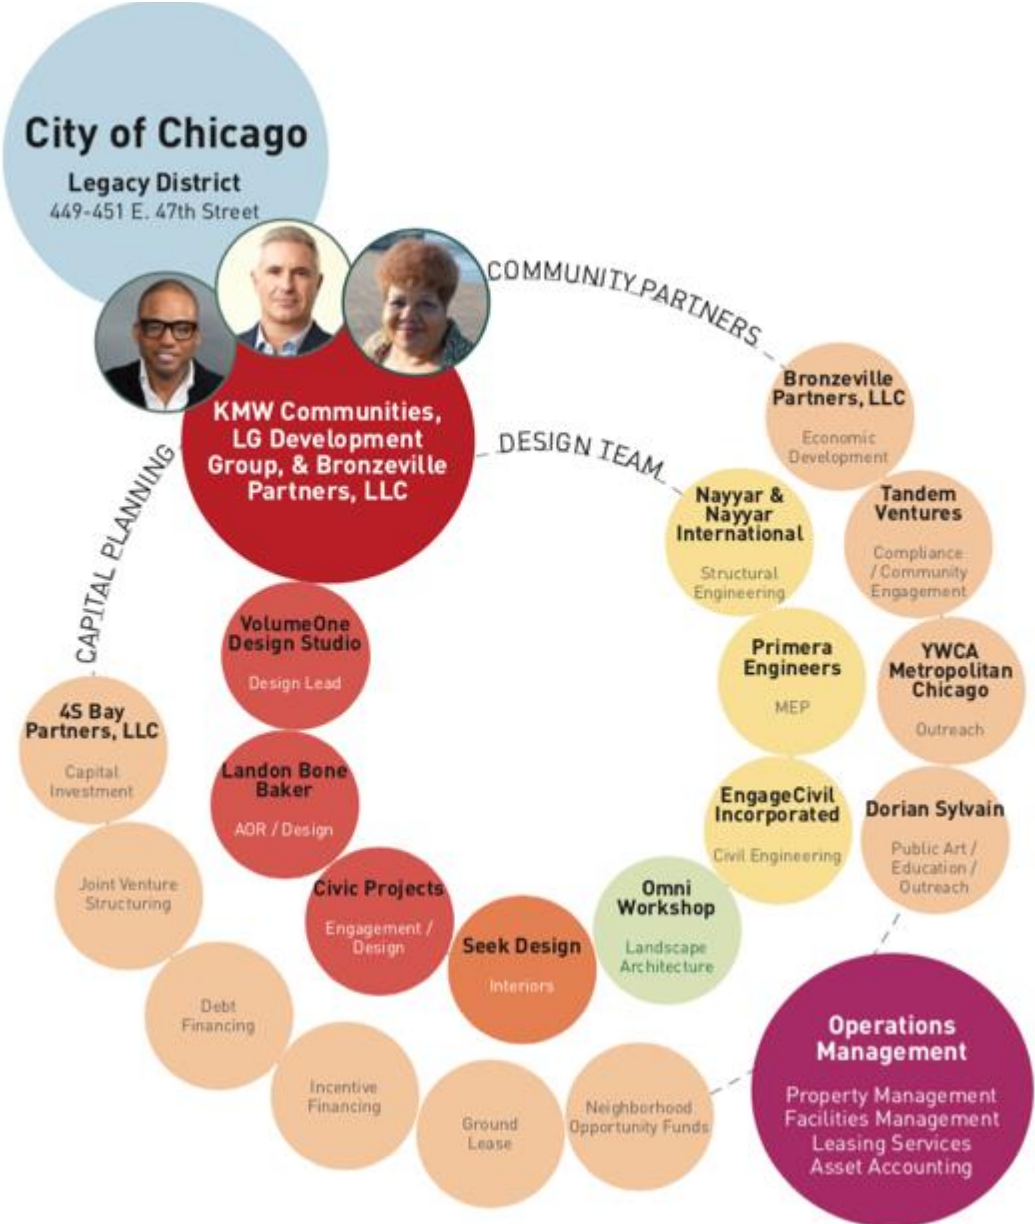 City of Chicago
Legacy District
449-451 E. 47th Street
COMMUNITY PARTNERS
KMW Communities,
LG Development
Group, & Bronzeville
Partners, LLC
DESIGN TEAM
CAPITAL PLANNING
Bronzeville
Partners, LLC
Economic
Development
Nayyar &
Nayyar
International
Structural
Engineering
Tandem
Ventures
Compliance
/ Community
Engagement
VolumeOne
Design Studio
Design Lead
Primera
Engineers
MEP
YWCA
Metropolitan
Chicago
Outreach
4S Bay
Partners, LLC
Capital
Investment
Landon Bone
Baker
AOR / Design
EngageCivil
Incorporated
Civil Engineering
Dorian Sylvain
Public Art /
Education /
Outreach
Joint Venture
Structuring
Civic Projects
Engagement /
Design
Seek Design
Interiors
Omni
Workshop
Landscape
Architecture
Debt
Financing
Incentive
Financing
Ground
Lease
Neighborhood
Opportunity Funds
Operations
Management
Property Management
Facilities Management
Leasing Services
Asset Accounting